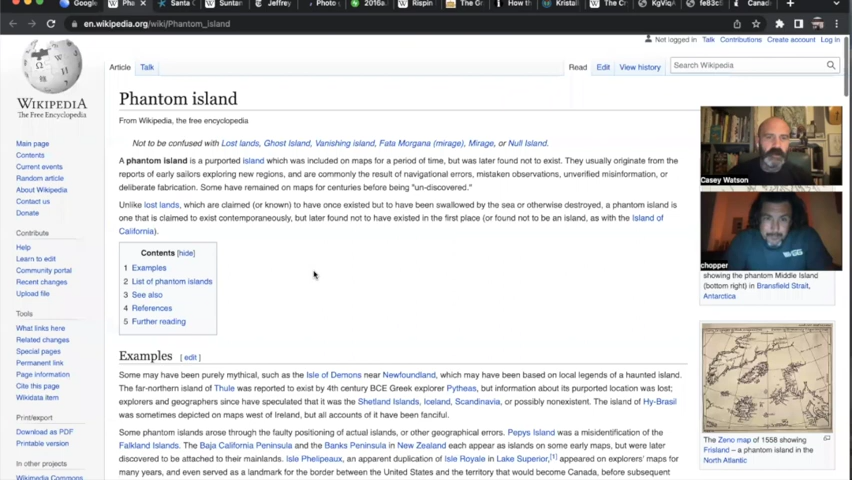 Google
Pha
Santa C
Suntar
Jeffrey
Photo g
2016a
Rispin
The Gr
How th
Kristall
The Cr
KgViqA
fe83c8
Canadi
en.wikipedia.org/wiki/Phantom_island
Not logged in Talk Contributions Create account Log in
WIKIPEDIA
The Free Encyclopedia
Article Talk
Read Edit View history
Search Wikipedia
Main page
Contents
Current events
Random article
About Wikipedia
Contact us
Donate
Contribute
Help
Learn to edit
Community portal
Recent changes
Upload file
Tools
What links here
Related changes
Special pages
Permanent link
Page information
Cite this page
Wikidata item
Print/export
Download as PDF
Printable version
In other projects
Wikimedia Commons
Phantom island
From Wikipedia, the free encyclopedia
Not to be confused with Lost lands, Ghost Island, Vanishing island, Fata Morgana (mirage), Mirage, or Null Island.
A phantom island is a purported island which was included on maps for a period of time, but was later found not to exist. They usually originate from the
reports of early sailors exploring new regions, and are commonly the result of navigational errors, mistaken observations, unverified misinformation, or
deliberate fabrication. Some have remained on maps for centuries before being "un-discovered."
Unlike lost lands, which are claimed (or known) to have once existed but to have been swallowed by the sea or otherwise destroyed, a phantom island is
one that is claimed to exist contemporaneously, but later found not to have existed in the first place (or found not to be an island, as with the Island of
California).
Contents [hide]
1 Examples
2 List of phantom islands
3 See also
4 References
5 Further reading
Examples [ edit ]
Some may have been purely mythical, such as the Isle of Demons near Newfoundland, which may have been based on local legends of a haunted island.
The far-northern island of Thule was reported to exist by 4th century BCE Greek explorer Pytheas, but information about its purported location was lost;
explorers and geographers since have speculated that it was the Shetland Islands, Iceland, Scandinavia, or possibly nonexistent. The island of Hy-Brasil
was sometimes depicted on maps west of Ireland, but all accounts of it have been fanciful.
Some phantom islands arose through the faulty positioning of actual islands, or other geographical errors. Pepys Island was a misidentification of the
Falkland Islands. The Baja California Peninsula and the Banks Peninsula in New Zealand each appear as islands on some early maps, but were later
discovered to be attached to their mainlands. Isle Phelipeaux, an apparent duplication of Isle Royale in Lake Superior,[1] appeared on explorers' maps for
many years, and even served as a landmark for the border between the United States and the territory that would become Canada, before subsequent
Casey Watson
chopper
showing the phantom Middle Island
(bottom right) in Bransfield Strait,
Antarctica
The Zeno map of 1558 showing
Frisland – a phantom island in the
North Atlantic